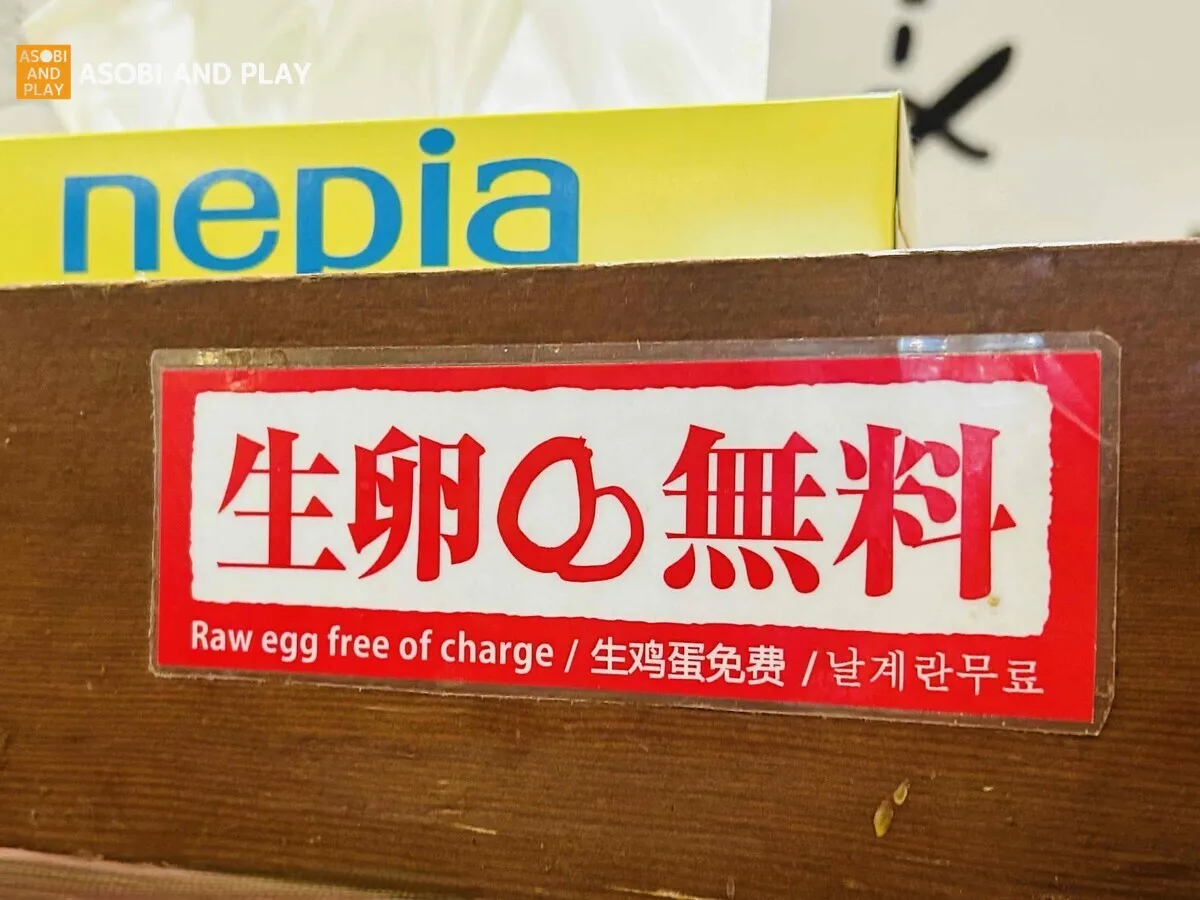 ASOBI
AND
PLAY
ASOBI AND PLAY
nepia
生卵無料
Raw egg free of charge / 生鸡蛋免费 / 날계란무료